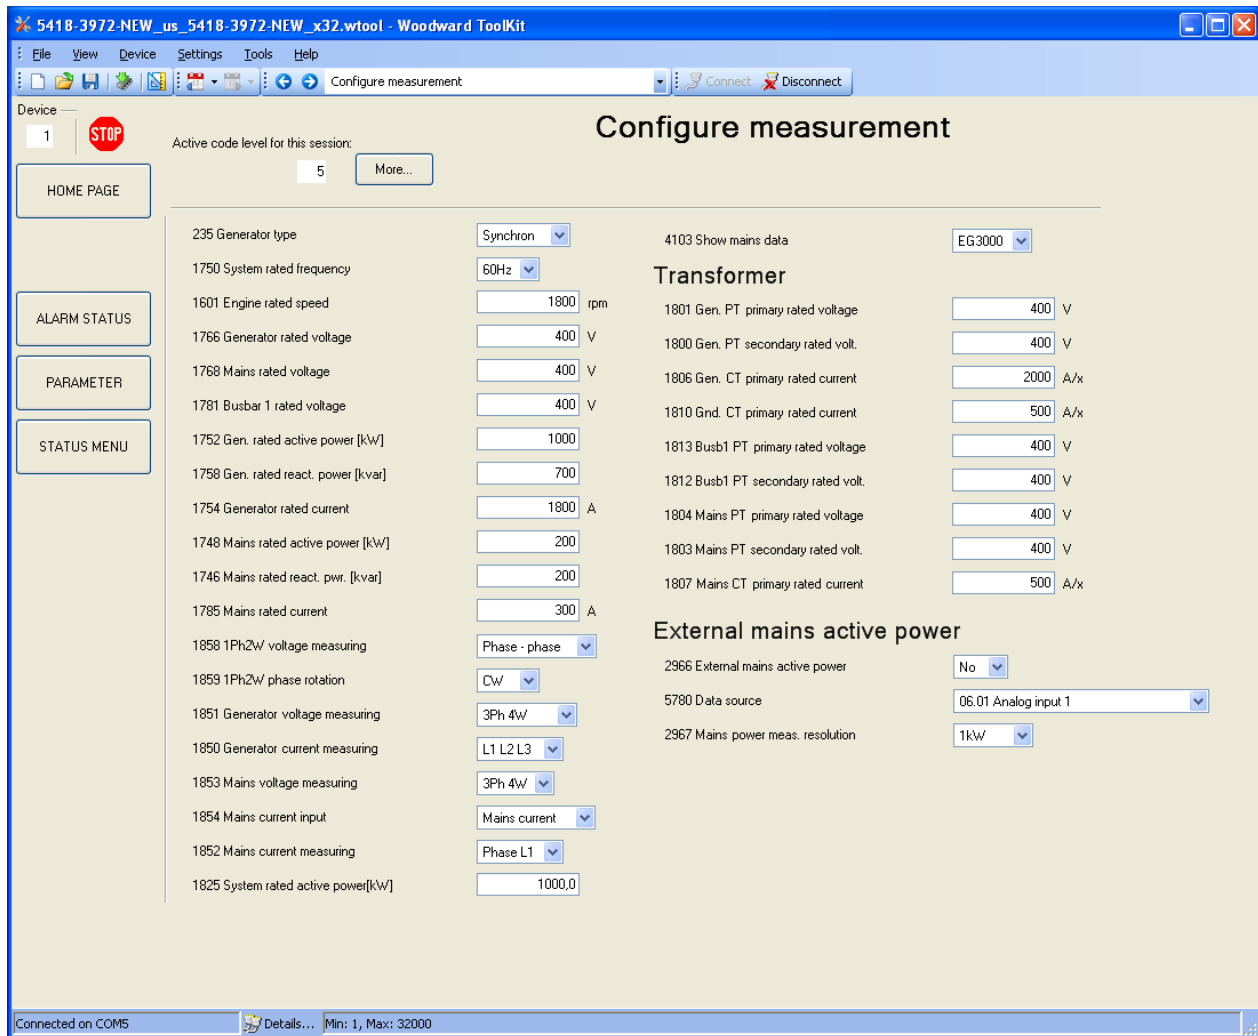 5418-3972-NEW_us_5418-3972-NEW_x32.wtool - Woodward ToolKit
File View Device Settings Tools Help
Configure measurement Connect Disconnect
Device
1 STOP
Configure measurement
Active code level for this session:
5 More...
HOME PAGE
ALARM STATUS
PARAMETER
STATUS MENU
235 Generator type Synchron
1750 System rated frequency 60Hz
1601 Engine rated speed 1800 rpm
1766 Generator rated voltage 400 V
1768 Mains rated voltage 400 V
1781 Busbar 1 rated voltage 400 V
1752 Gen. rated active power [kW] 1000
1758 Gen. rated react. power [kvar] 700
1754 Generator rated current 1800 A
1748 Mains rated active power [kW] 200
1746 Mains rated react. pwr. [kvar] 200
1785 Mains rated current 300 A
1858 1Ph2W voltage measuring Phase - phase
1859 1Ph2W phase rotation CW
1851 Generator voltage measuring 3Ph 4W
1850 Generator current measuring L1 L2 L3
1853 Mains voltage measuring 3Ph 4W
1854 Mains current input Mains current
1852 Mains current measuring Phase L1
1825 System rated active power[kW] 1000,0
4103 Show mains data EG3000
Transformer
1801 Gen. PT primary rated voltage 400 V
1800 Gen. PT secondary rated volt. 400 V
1806 Gen. CT primary rated current 2000 A/x
1810 Gnd. CT primary rated current 500 A/x
1813 Busb1 PT primary rated voltage 400 V
1812 Busb1 PT secondary rated volt. 400 V
1804 Mains PT primary rated voltage 400 V
1803 Mains PT secondary rated volt. 400 V
1807 Mains CT primary rated current 500 A/x
External mains active power
2966 External mains active power No
5780 Data source 06.01 Analog input 1
2967 Mains power meas. resolution 1kW
Connected on COM5 Details... Min: 1, Max: 32000